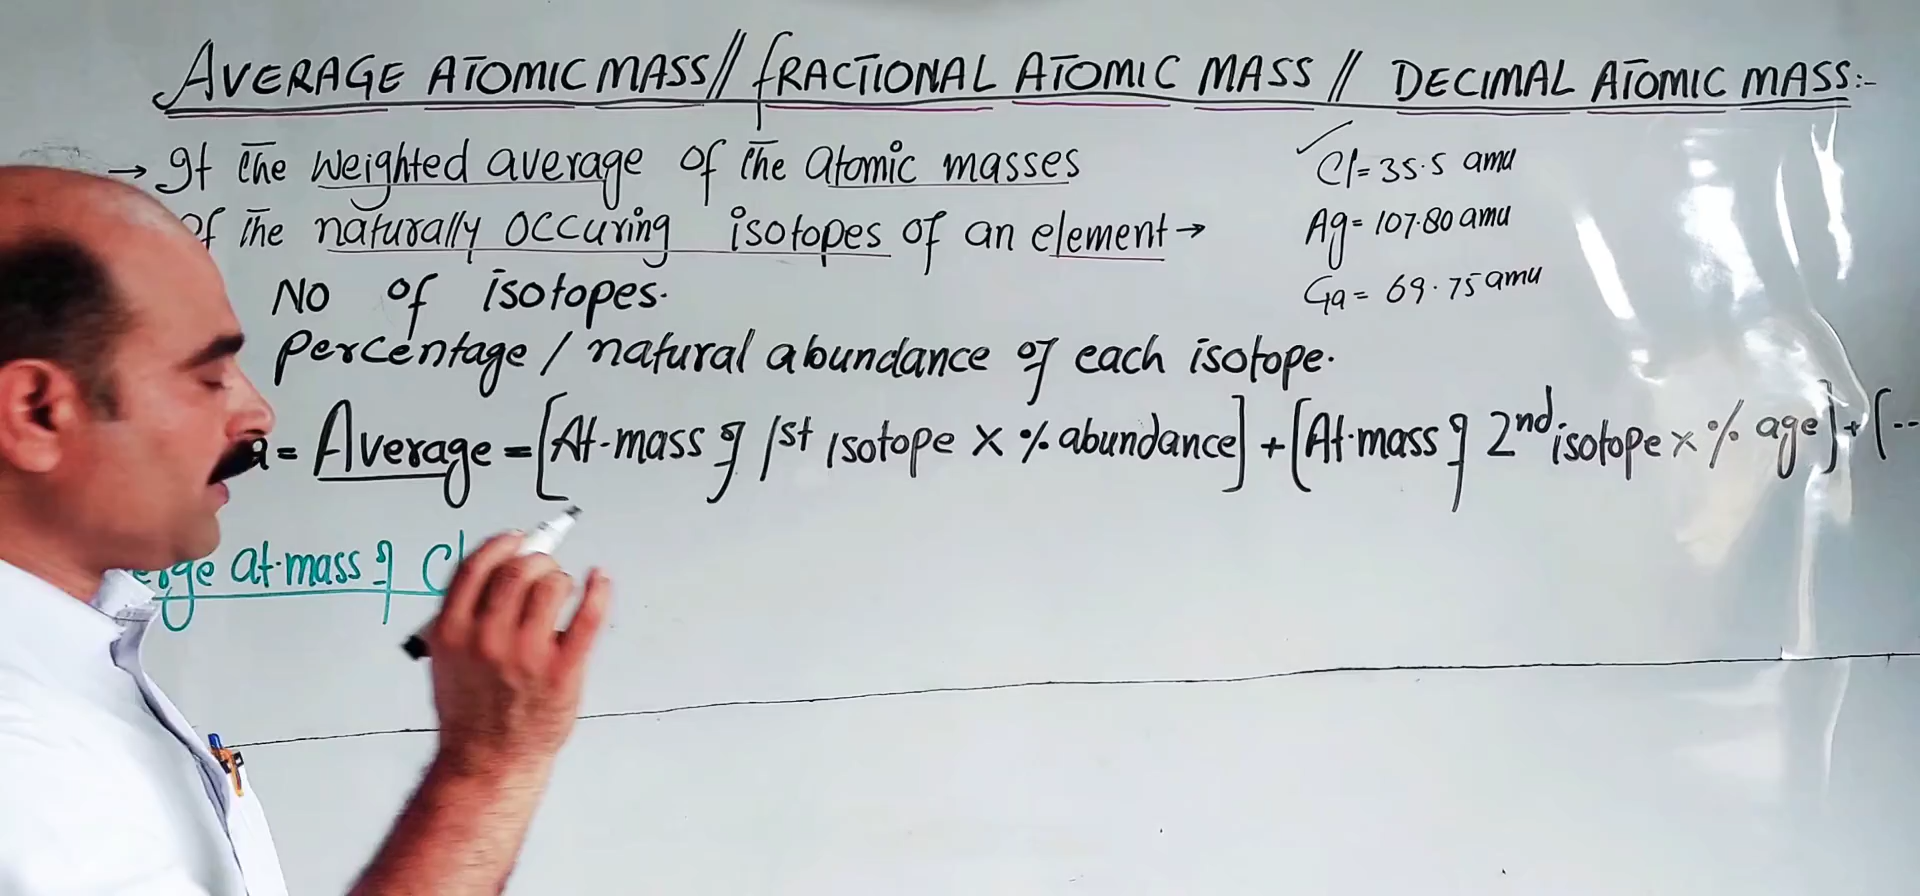 AVERAGE ATOMIC MASS // fRACTIONAL ATOMIC MASS // DECIMAL ATOMIC MASS:-
→ It the weighted average of the atomic masses
of the naturally occuring isotopes of an element →
No of isotopes.
Percentage / natural abundance of each isotope.
Cl = 35.5 amu
Ag = 107.80 amu
Ga = 69.75 amu
a = Average = [At.mass of 1st isotope x % abundance] + [At.mass of 2nd isotope x % age] + [...
at.mass of Cl